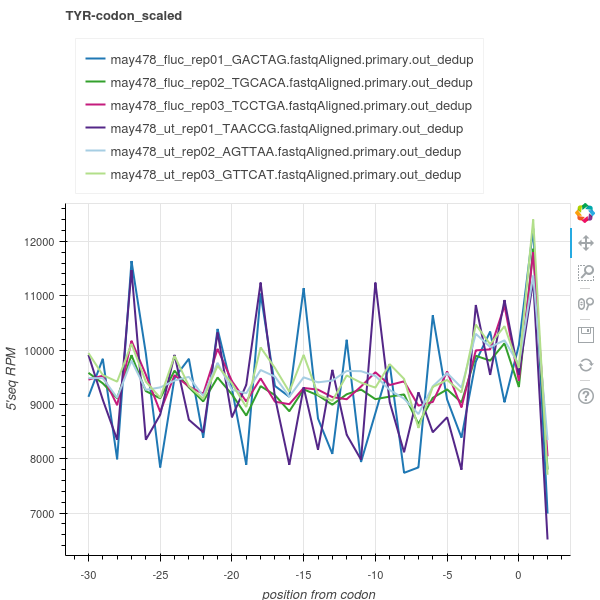 TYR-codon_scaled
may478_fluc_rep01_GACTAG.fastqAligned.primary.out_dedup
may478_fluc_rep02_TGCACA.fastqAligned.primary.out_dedup
may478_fluc_rep03_TCCTGA.fastqAligned.primary.out_dedup
may478_ut_rep01_TAACCG.fastqAligned.primary.out_dedup
may478_ut_rep02_AGTTAA.fastqAligned.primary.out_dedup
may478_ut_rep03_GTTCAT.fastqAligned.primary.out_dedup
12000
11000
10000
9000
8000
7000
5'seq RPM
-30 -25 -20 -15 -10 -5 0
position from codon